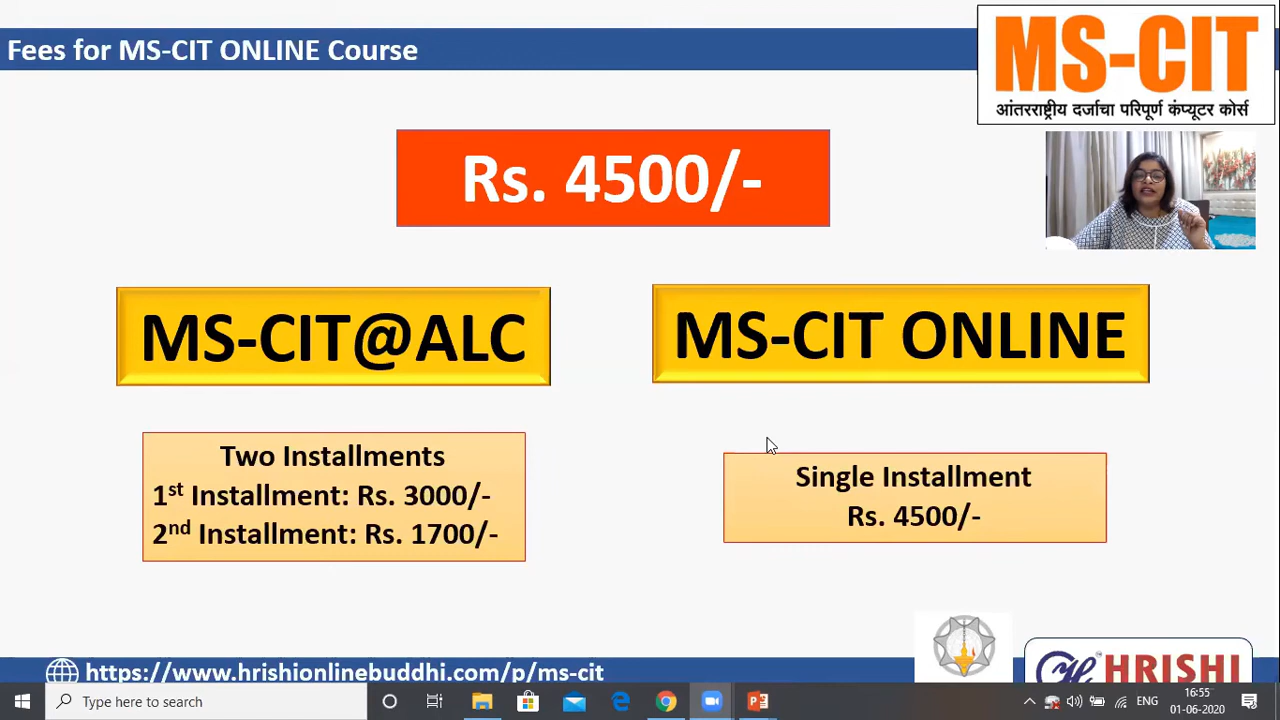 Fees for MS-CIT ONLINE Course
MS-CIT
आंतरराष्ट्रीय दर्जाचा परिपूर्ण कंप्यूटर कोर्स
Rs. 4500/-
MS-CIT@ALC
MS-CIT ONLINE
Two Installments
1st Installment: Rs. 3000/-
2nd Installment: Rs. 1700/-
Single Installment
Rs. 4500/-
https://www.hrishionlinebuddhi.com/p/ms-cit
HRISHI
Type here to search
ENG
16:55
01-06-2020